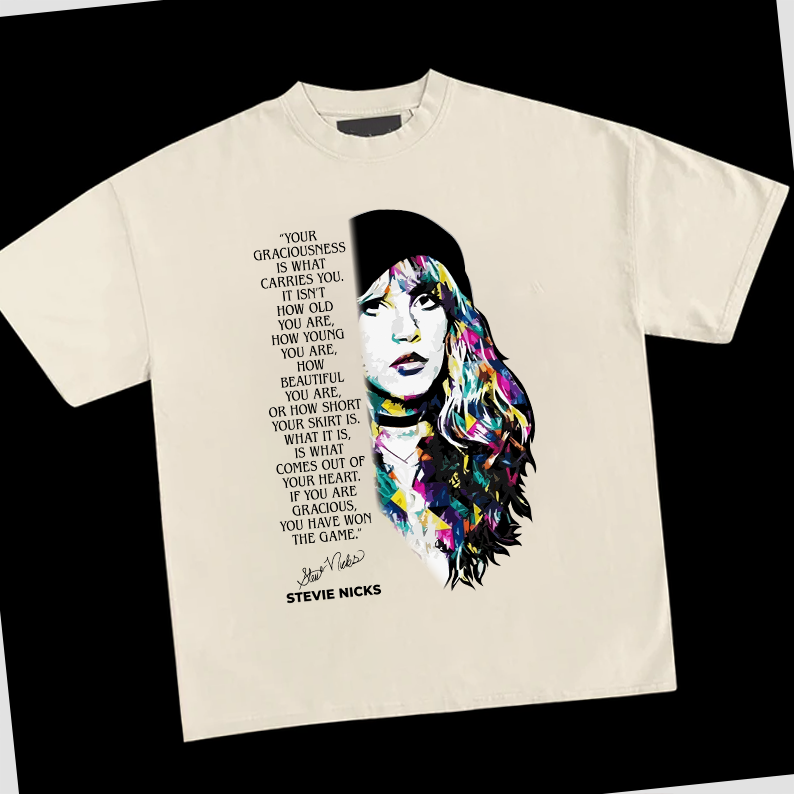 "YOUR
GRACIOUSNESS
IS WHAT
CARRIES YOU.
IT ISN'T
HOW OLD
YOU ARE,
HOW YOUNG
YOU ARE,
HOW
BEAUTIFUL
YOU ARE,
OR HOW SHORT
YOUR SKIRT IS.
WHAT IT IS,
IS WHAT
COMES OUT OF
YOUR HEART.
IF YOU ARE
GRACIOUS,
YOU HAVE WON
THE GAME."
Stevie Nicks
STEVIE NICKS